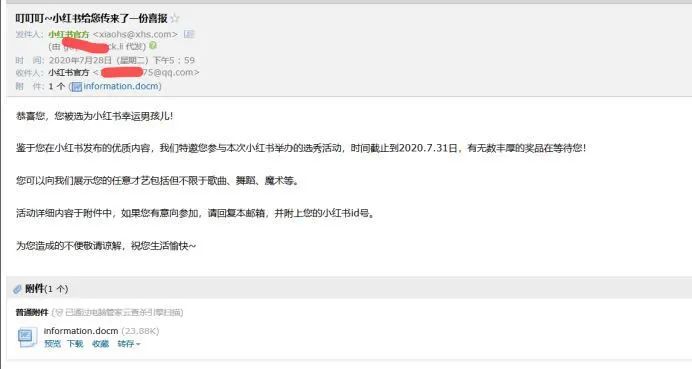 叮叮叮~小红书给您传来了一份喜报
发件人：小红书官方 <xiaohs@xhs.com>
(由 ck.li 代发)
时 间：2020年7月28日 (星期二) 下午5：59
收件人：小红书官方 < 75@qq.com>
附 件：1 个 ( information.docm)
恭喜您，您被选为小红书幸运男孩儿！
鉴于您在小红书发布的优质内容，我们特邀您参与本次小红书举办的选秀活动，时间截止到2020.7.31日，有无数丰厚的奖品在等待您！
您可以向我们展示您的任意才艺包括但不限于歌曲、舞蹈、魔术等。
活动详细内容于附件中，如果您有意向参加，请回复本邮箱，并附上您的小红书id号。
为您造成的不便敬请谅解，祝您生活愉快~
附件(1 个)
普通附件 ( 已通过电脑管家云查杀引擎扫描)
information.docm (23.88K)
预览 下载 收藏 转存